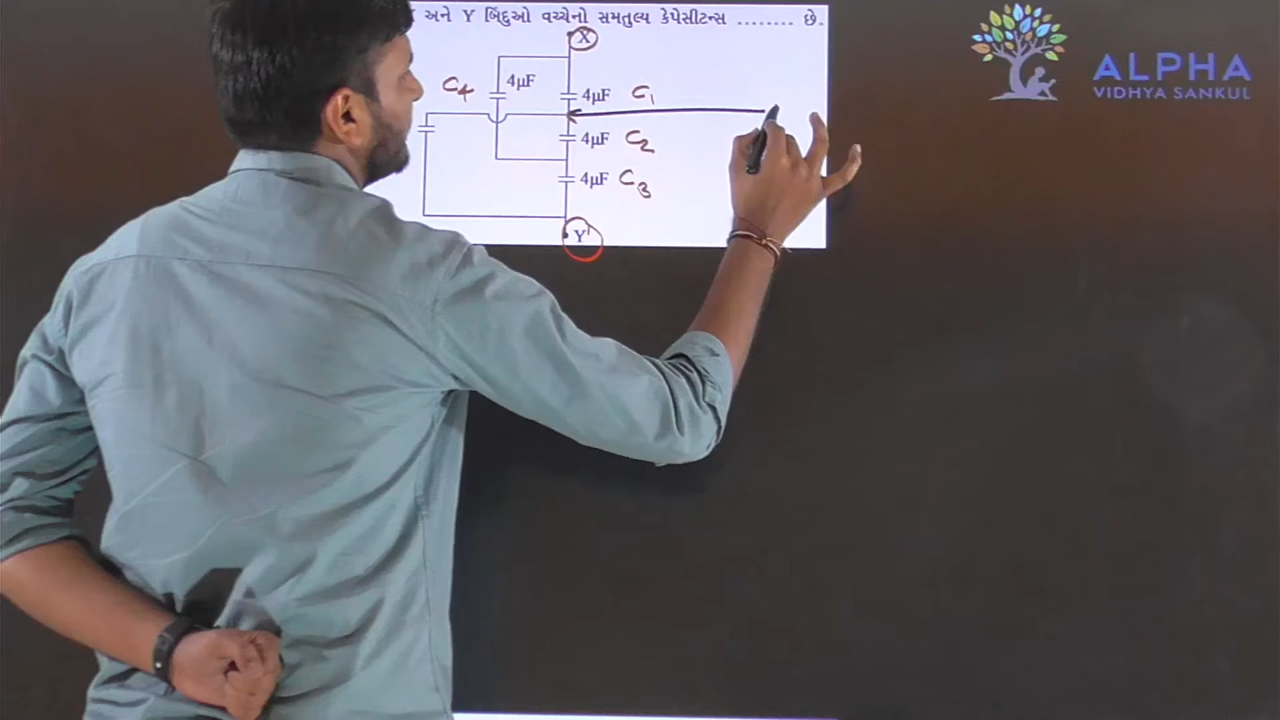 અને Y બિંદુઓ વચ્ચેનો સમતુલ્ય કેપેસીટન્સ ........ છે.
X
C4 4μF
4μF C1
4μF C2
4μF C3
Y
ALPHA
VIDHYA SANKUL